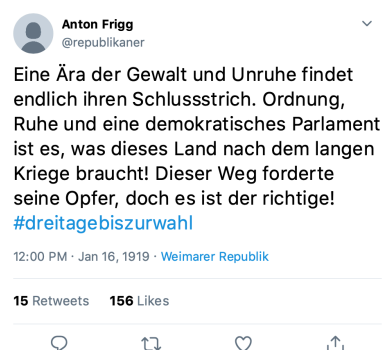 Anton Frigg
@republikaner
Eine Ära der Gewalt und Unruhe findet
endlich ihren Schlussstrich. Ordnung,
Ruhe und eine demokratisches Parlament
ist es, was dieses Land nach dem langen
Kriege braucht! Dieser Weg forderte
seine Opfer, doch es ist der richtige!
#dreitagebiszurwahl
12:00 PM · Jan 16, 1919 · Weimarer Republik
15 Retweets 156 Likes